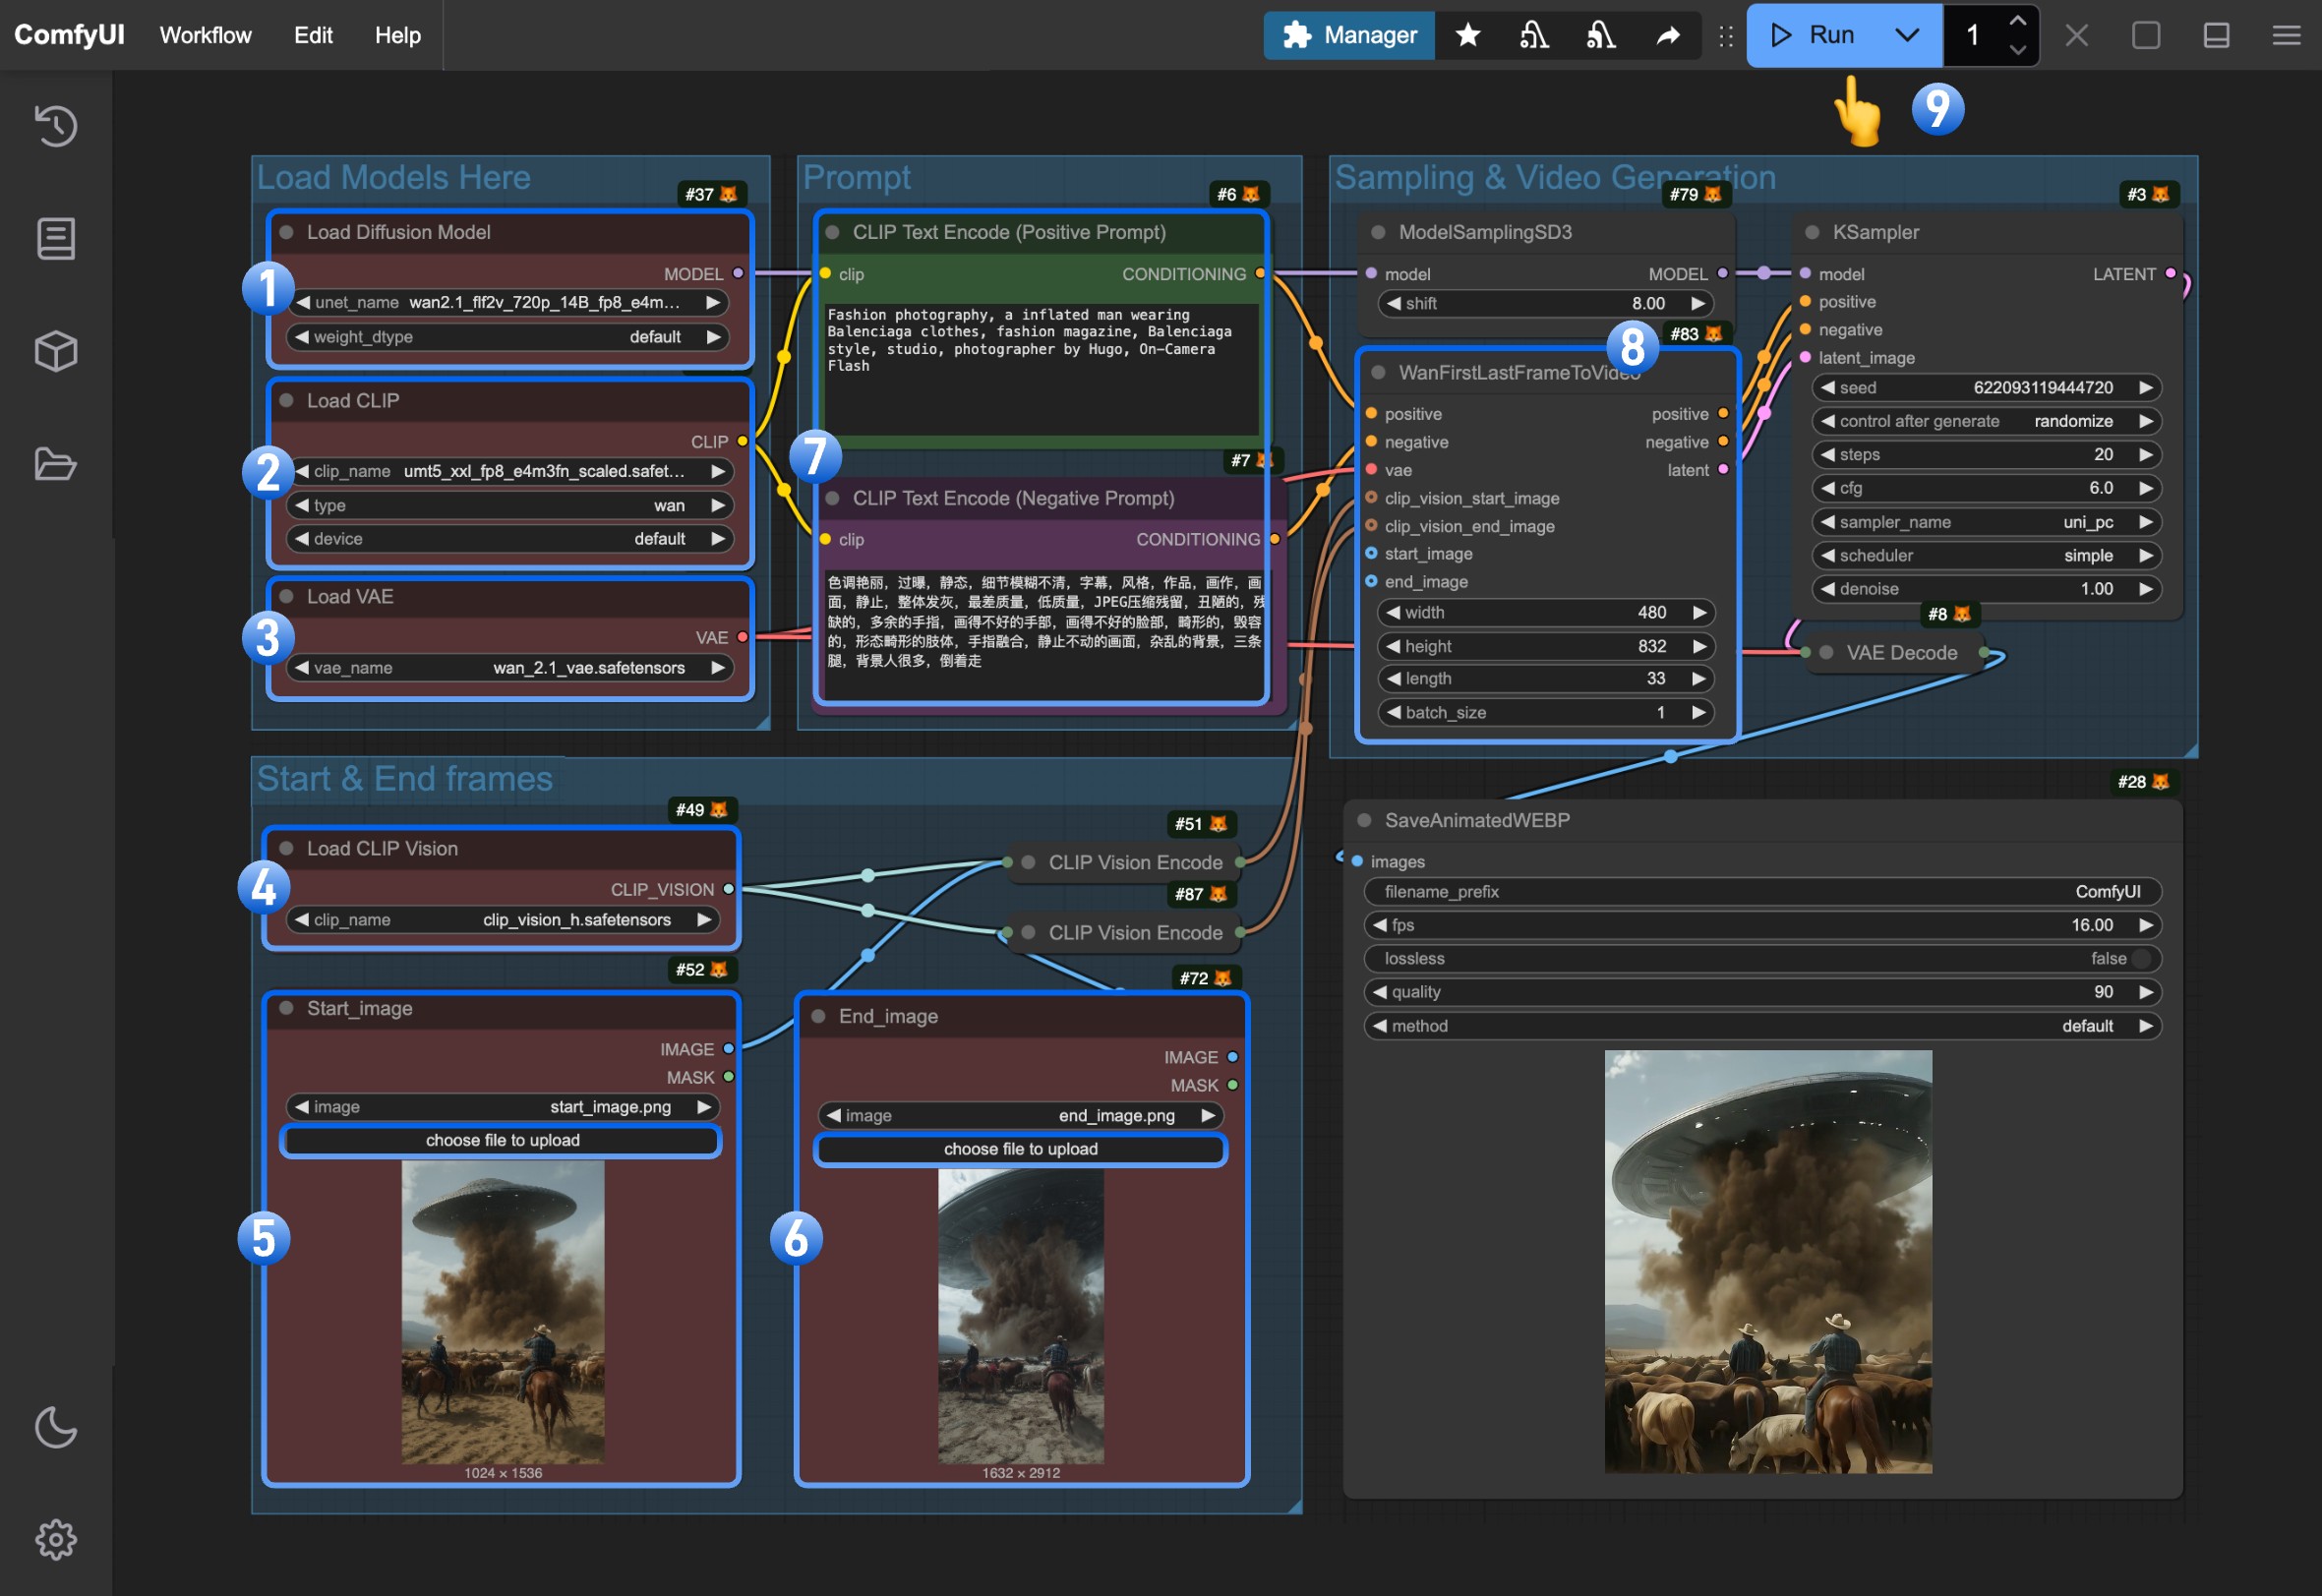 ComfyUI
Workflow
Edit
Help
Manager
Run
1
9
Load Models Here
#37
Load Diffusion Model
MODEL
1
unet_name wan2.1_flf2v_720p_14B_fp8_e4m...
weight_dtype default
Load CLIP
CLIP
2
clip_name umt5_xxl_fp8_e4m3fn_scaled.safet...
type wan
device default
Load VAE
3
VAE
vae_name wan_2.1_vae.safetensors
Prompt
#6
CLIP Text Encode (Positive Prompt)
clip CONDITIONING
Fashion photography, a inflated man wearing
Balenciaga clothes, fashion magazine, Balenciaga
style, studio, photographer by Hugo, On-Camera
Flash
7
#7
CLIP Text Encode (Negative Prompt)
clip CONDITIONING
色调艳丽，过曝，静态，细节模糊不清，字幕，风格，作品，画作，画
面，静止，整体发灰，最差质量，低质量，JPEG压缩残留，丑陋的，残
缺的，多余的手指，画得不好的手部，画得不好的脸部，畸形的，毁容
的，形态畸形的肢体，手指融合，静止不动的画面，杂乱的背景，三条
腿，背景人很多，倒着走
Sampling & Video Generation
#79
ModelSamplingSD3
model MODEL
shift 8.00
8
#83
WanFirstLastFrameToVideo
positive positive
negative negative
vae latent
clip_vision_start_image
clip_vision_end_image
start_image
end_image
width 480
height 832
length 33
batch_size 1
#3
KSampler
model LATENT
positive
negative
latent_image
seed 622093119444720
control after generate randomize
steps 20
cfg 6.0
sampler_name uni_pc
scheduler simple
denoise 1.00
#8
VAE Decode
Start & End frames
#49
Load CLIP Vision
4
CLIP_VISION
clip_name clip_vision_h.safetensors
#51
CLIP Vision Encode
#87
CLIP Vision Encode
#52
Start_image
IMAGE
MASK
image start_image.png
choose file to upload
5
1024 × 1536
#72
End_image
IMAGE
MASK
image end_image.png
choose file to upload
6
1632 × 2912
#28
SaveAnimatedWEBP
images
filename_prefix ComfyUI
fps 16.00
lossless false
quality 90
method default